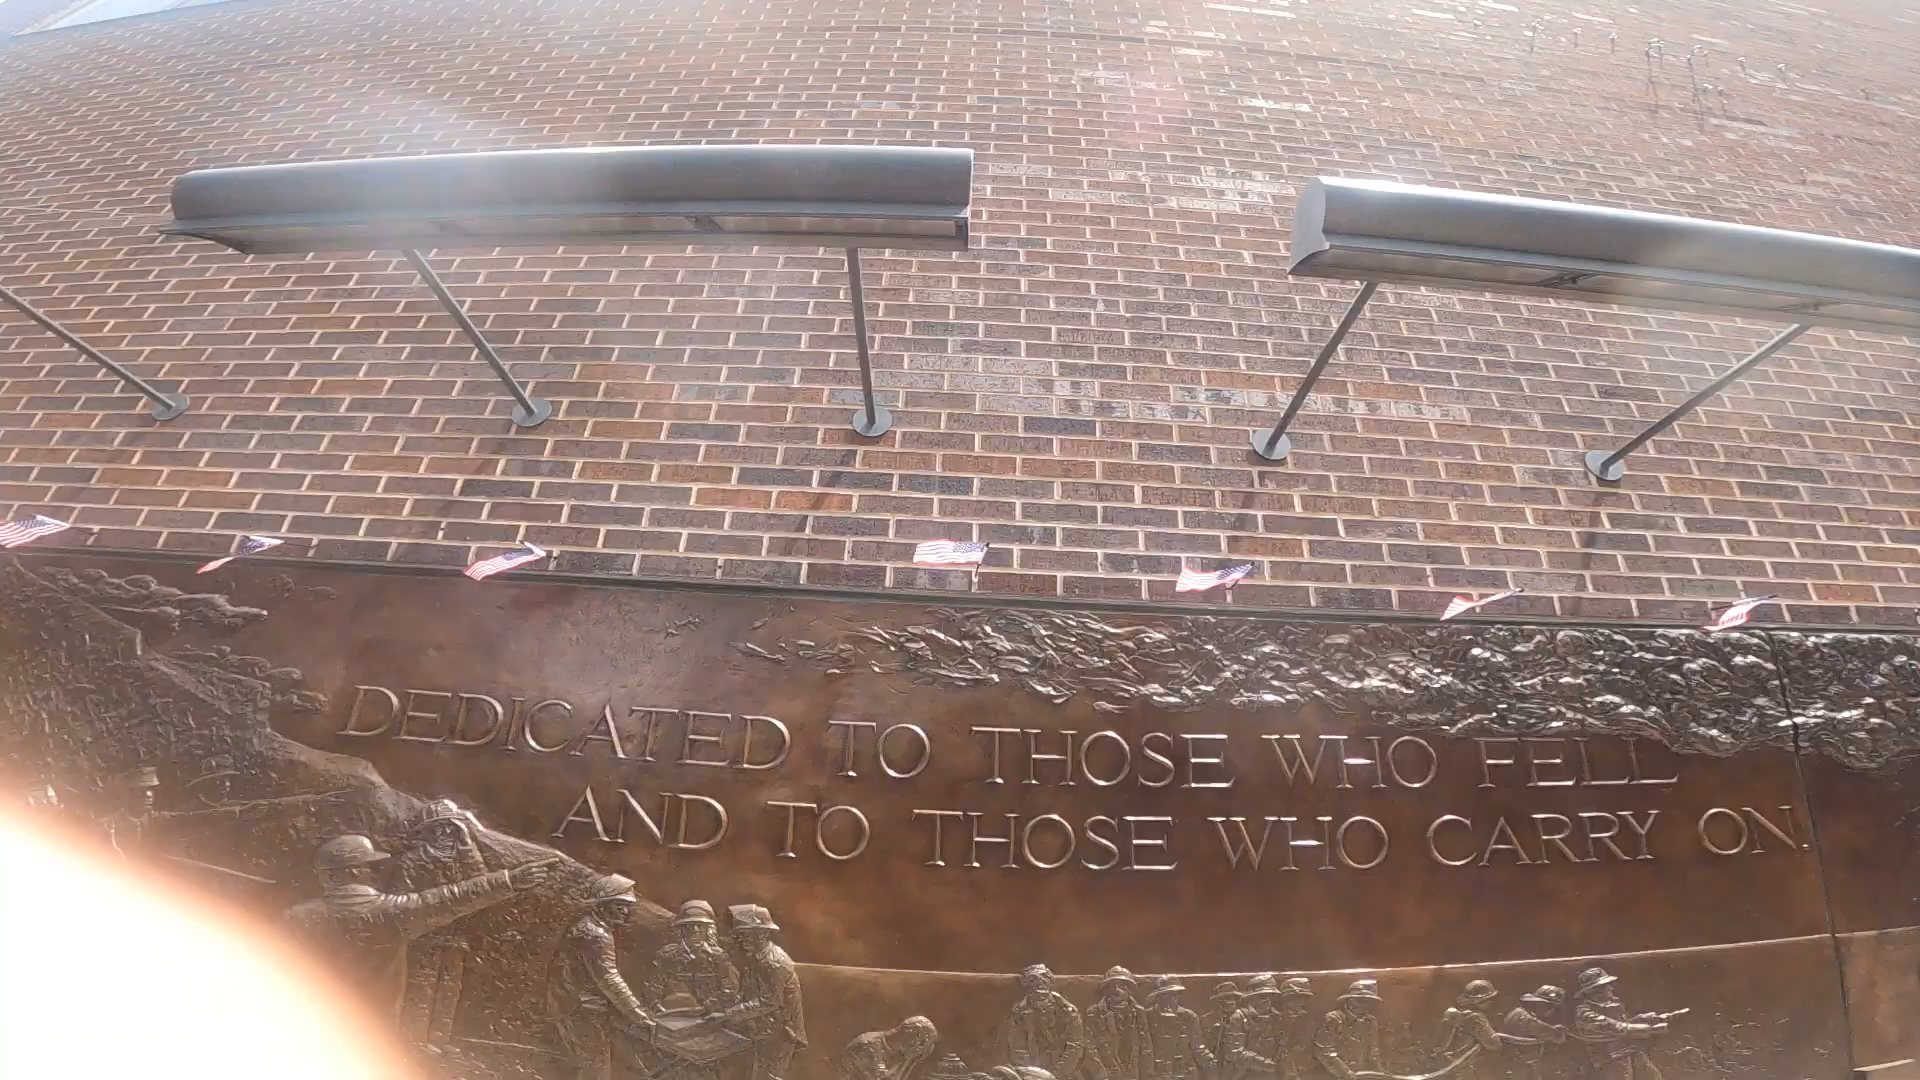 DEDICATED TO THOSE WHO FELL
AND TO THOSE WHO CARRY ON.